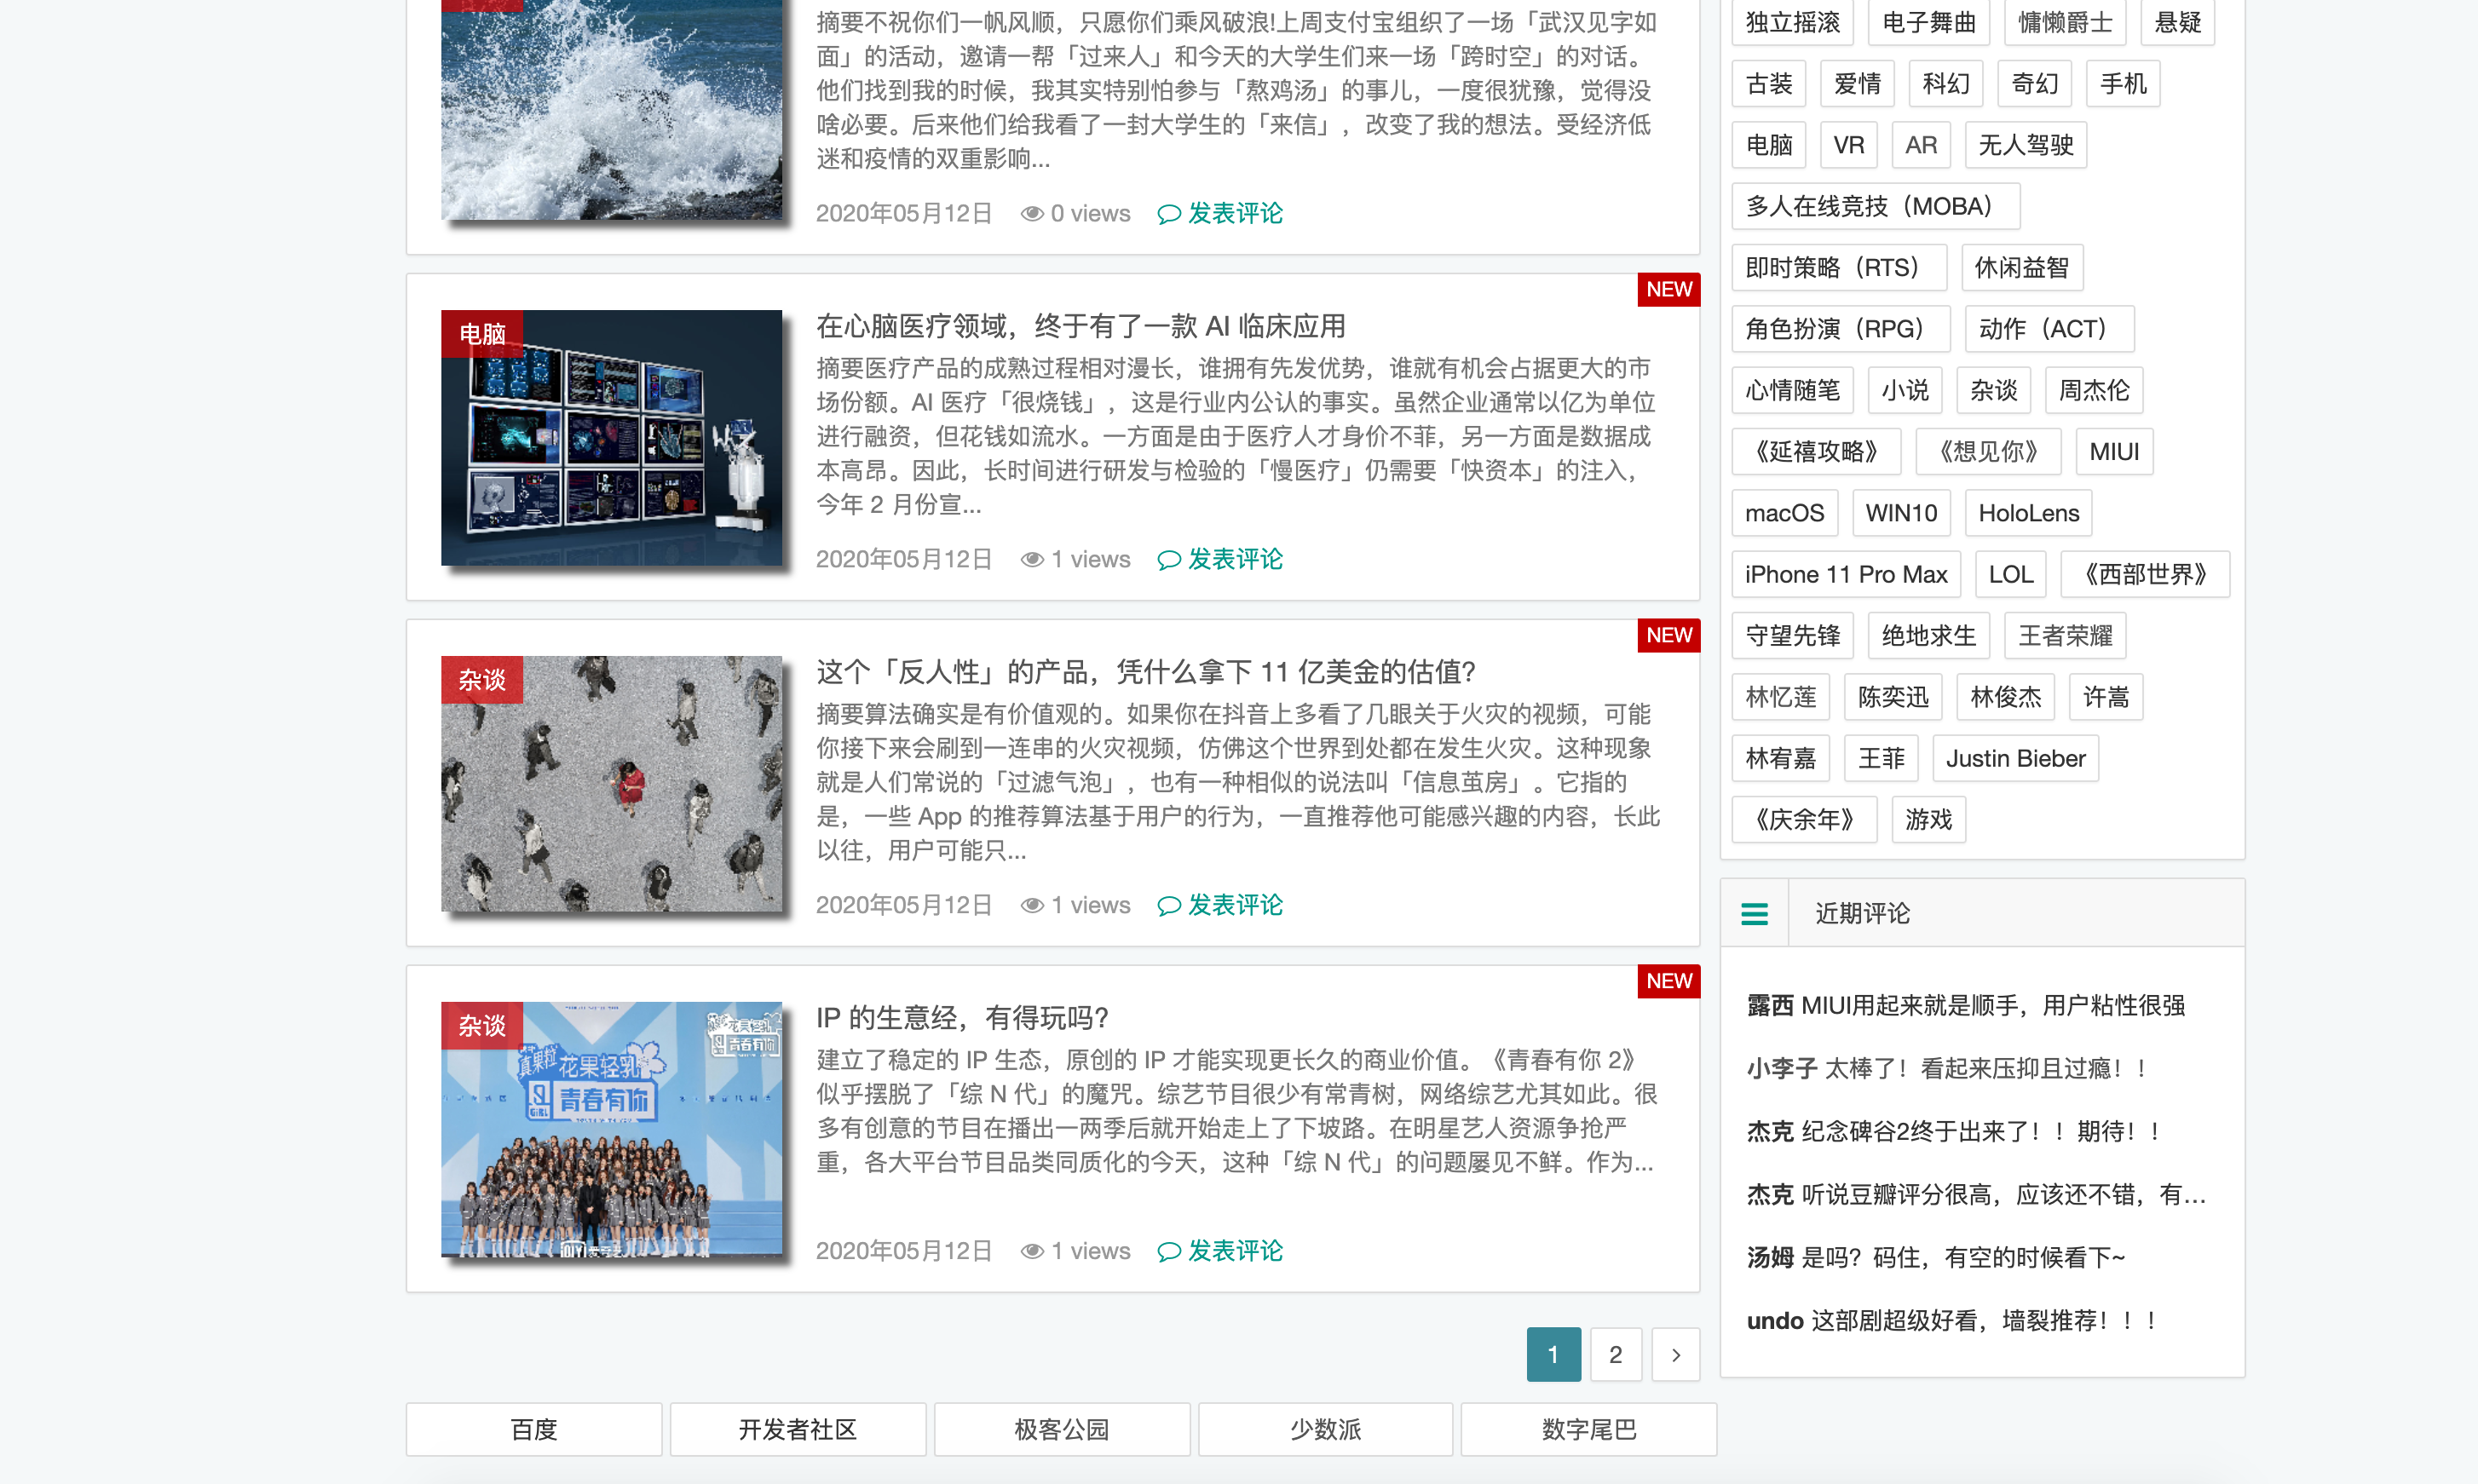 摘要不祝你们一帆风顺，只愿你们乘风破浪!上周支付宝组织了一场「武汉见字如
面」的活动，邀请一帮「过来人」和今天的大学生们来一场「跨时空」的对话。
他们找到我的时候，我其实特别怕参与「熬鸡汤」的事儿，一度很犹豫，觉得没
啥必要。后来他们给我看了一封大学生的「来信」，改变了我的想法。受经济低
迷和疫情的双重影响...
2020年05月12日 0 views 发表评论
NEW
电脑
在心脑医疗领域，终于有了一款 AI 临床应用
摘要医疗产品的成熟过程相对漫长，谁拥有先发优势，谁就有机会占据更大的市
场份额。AI 医疗「很烧钱」，这是行业内公认的事实。虽然企业通常以亿为单位
进行融资，但花钱如流水。一方面是由于医疗人才身价不菲，另一方面是数据成
本高昂。因此，长时间进行研发与检验的「慢医疗」仍需要「快资本」的注入，
今年 2 月份宣...
2020年05月12日 1 views 发表评论
NEW
杂谈
这个「反人性」的产品，凭什么拿下 11 亿美金的估值?
摘要算法确实是有价值观的。如果你在抖音上多看了几眼关于火灾的视频，可能
你接下来会刷到一连串的火灾视频，仿佛这个世界到处都在发生火灾。这种现象
就是人们常说的「过滤气泡」，也有一种相似的说法叫「信息茧房」。它指的
是，一些 App 的推荐算法基于用户的行为，一直推荐他可能感兴趣的内容，长此
以往，用户可能只...
2020年05月12日 1 views 发表评论
NEW
杂谈
花果轻乳
青春有你
真果粒 花果轻乳
青春有你
GiRL
iQIYI 爱奇艺
IP 的生意经，有得玩吗?
建立了稳定的 IP 生态，原创的 IP 才能实现更长久的商业价值。《青春有你 2》
似乎摆脱了「综 N 代」的魔咒。综艺节目很少有常青树，网络综艺尤其如此。很
多有创意的节目在播出一两季后就开始走上了下坡路。在明星艺人资源争抢严
重，各大平台节目品类同质化的今天，这种「综 N 代」的问题屡见不鲜。作为...
2020年05月12日 1 views 发表评论
1 2 >
百度 开发者社区 极客公园 少数派 数字尾巴
独立摇滚 电子舞曲 慵懒爵士 悬疑
古装 爱情 科幻 奇幻 手机
电脑 VR AR 无人驾驶
多人在线竞技（MOBA）
即时策略（RTS） 休闲益智
角色扮演（RPG） 动作（ACT）
心情随笔 小说 杂谈 周杰伦
《延禧攻略》 《想见你》 MIUI
macOS WIN10 HoloLens
iPhone 11 Pro Max LOL 《西部世界》
守望先锋 绝地求生 王者荣耀
林忆莲 陈奕迅 林俊杰 许嵩
林宥嘉 王菲 Justin Bieber
《庆余年》 游戏
近期评论
露西 MIUI用起来就是顺手，用户粘性很强
小李子 太棒了！看起来压抑且过瘾！！
杰克 纪念碑谷2终于出来了！！期待！！
杰克 听说豆瓣评分很高，应该还不错，有...
汤姆 是吗？码住，有空的时候看下~
undo 这部剧超级好看，墙裂推荐！！！